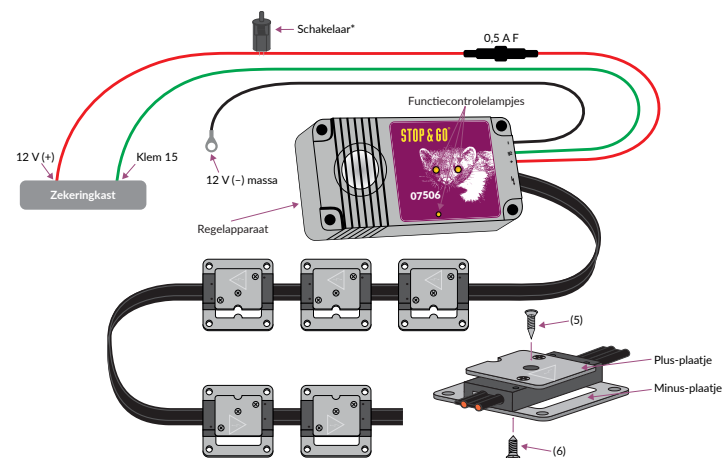 Schakelaar*
0,5 A F
Functiecontrolelampjes
STOP & GO®
12 V (+)
Klem 15
12 V (–) massa
07506
Zekeringkast
Regelapparaat
(5)
Plus-plaatje
Minus-plaatje
(6)